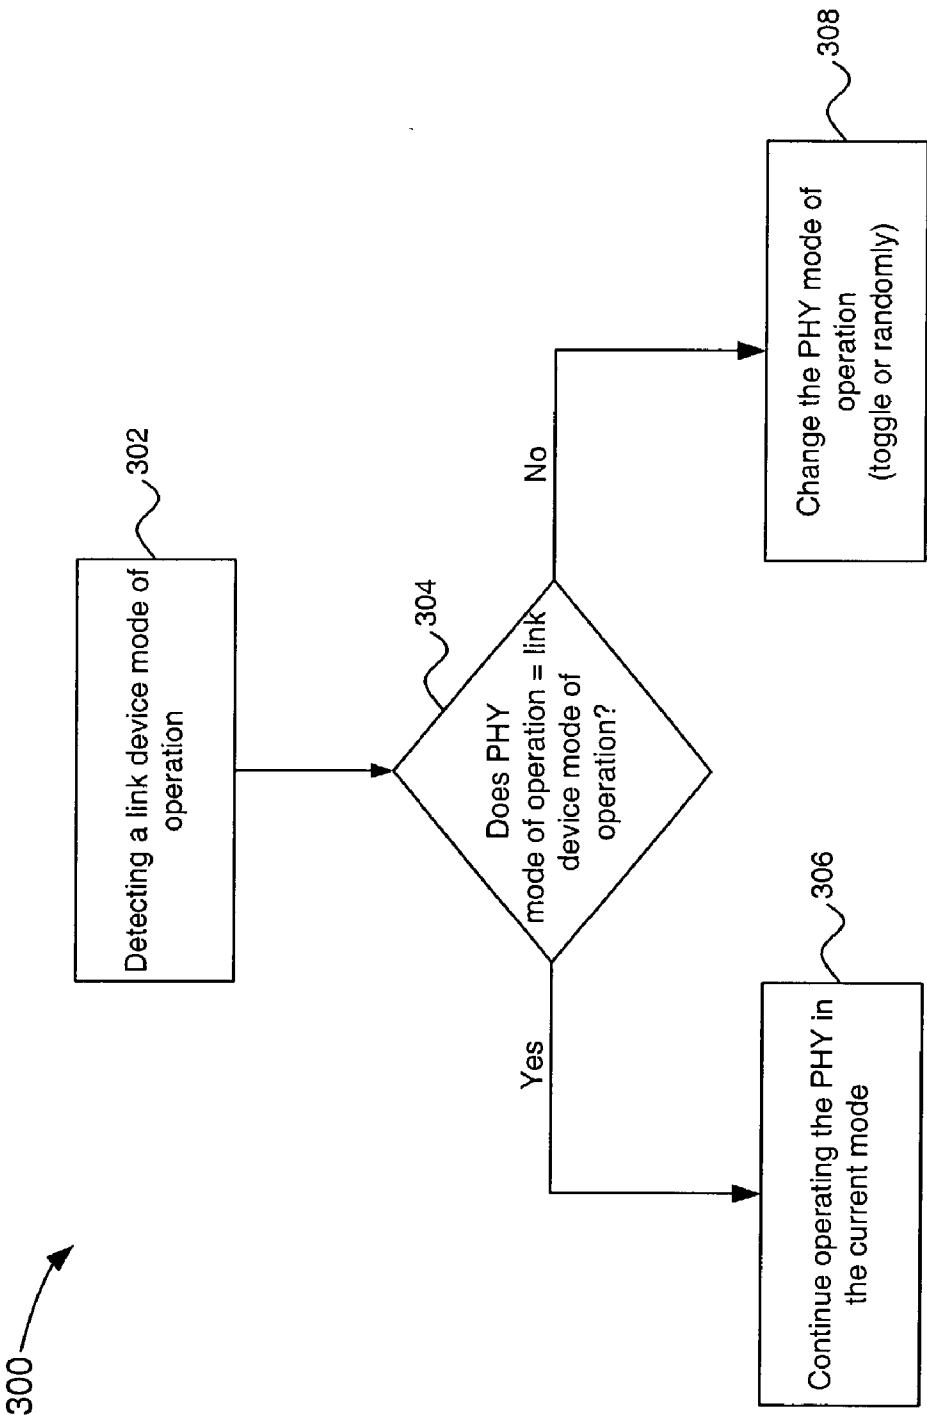 300
Detecting a link device mode of
operation
302
304
Does PHY
mode of operation = link
device mode of
operation?
Yes
No
Continue operating the PHY in
the current mode
306
Change the PHY mode of
operation
(toggle or randomly)
308